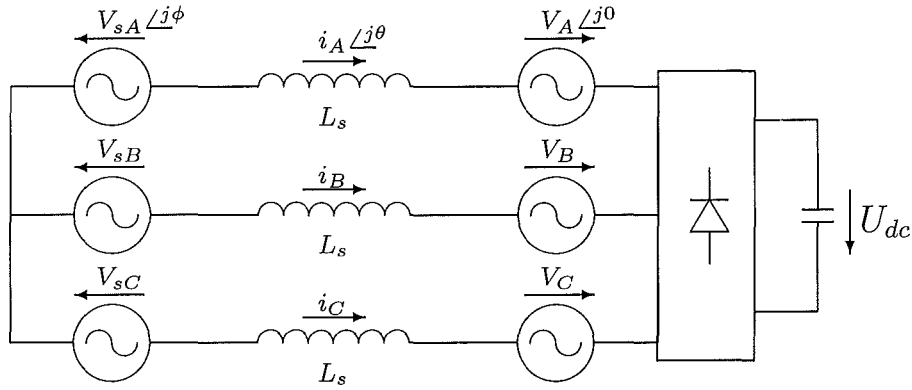 V_{sA}∠jϕ
i_A∠jθ
V_A∠j0
L_s
V_{sB}
i_B
V_B
U_{dc}
L_s
V_{sC}
i_C
V_C
L_s